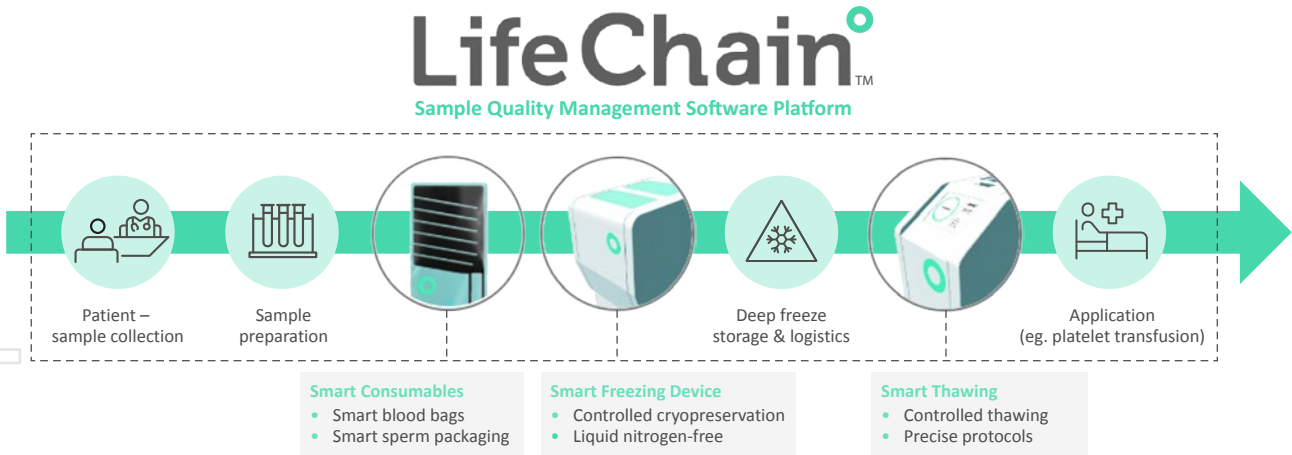 LifeChain™
Sample Quality Management Software Platform
Patient –
sample collection
Sample
preparation
Deep freeze
storage & logistics
Application
(eg. platelet transfusion)
Smart Consumables
• Smart blood bags
• Smart sperm packaging
Smart Freezing Device
• Controlled cryopreservation
• Liquid nitrogen-free
Smart Thawing
• Controlled thawing
• Precise protocols